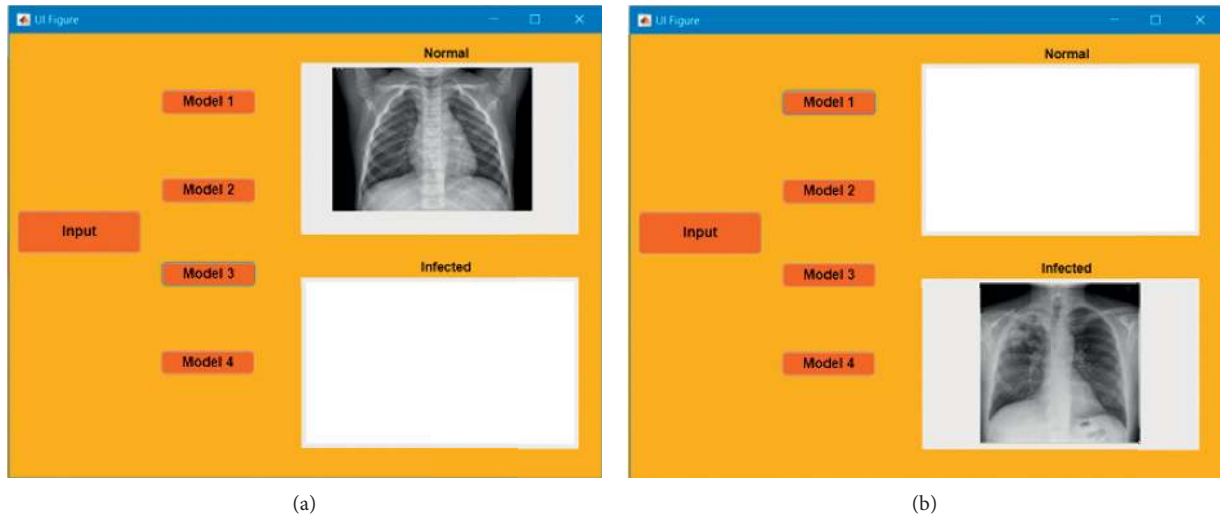 UI Figure
Normal
Model 1
Model 2
Input
Model 3
Infected
Model 4
(a)
UI Figure
Normal
Model 1
Model 2
Input
Model 3
Infected
Model 4
(b)